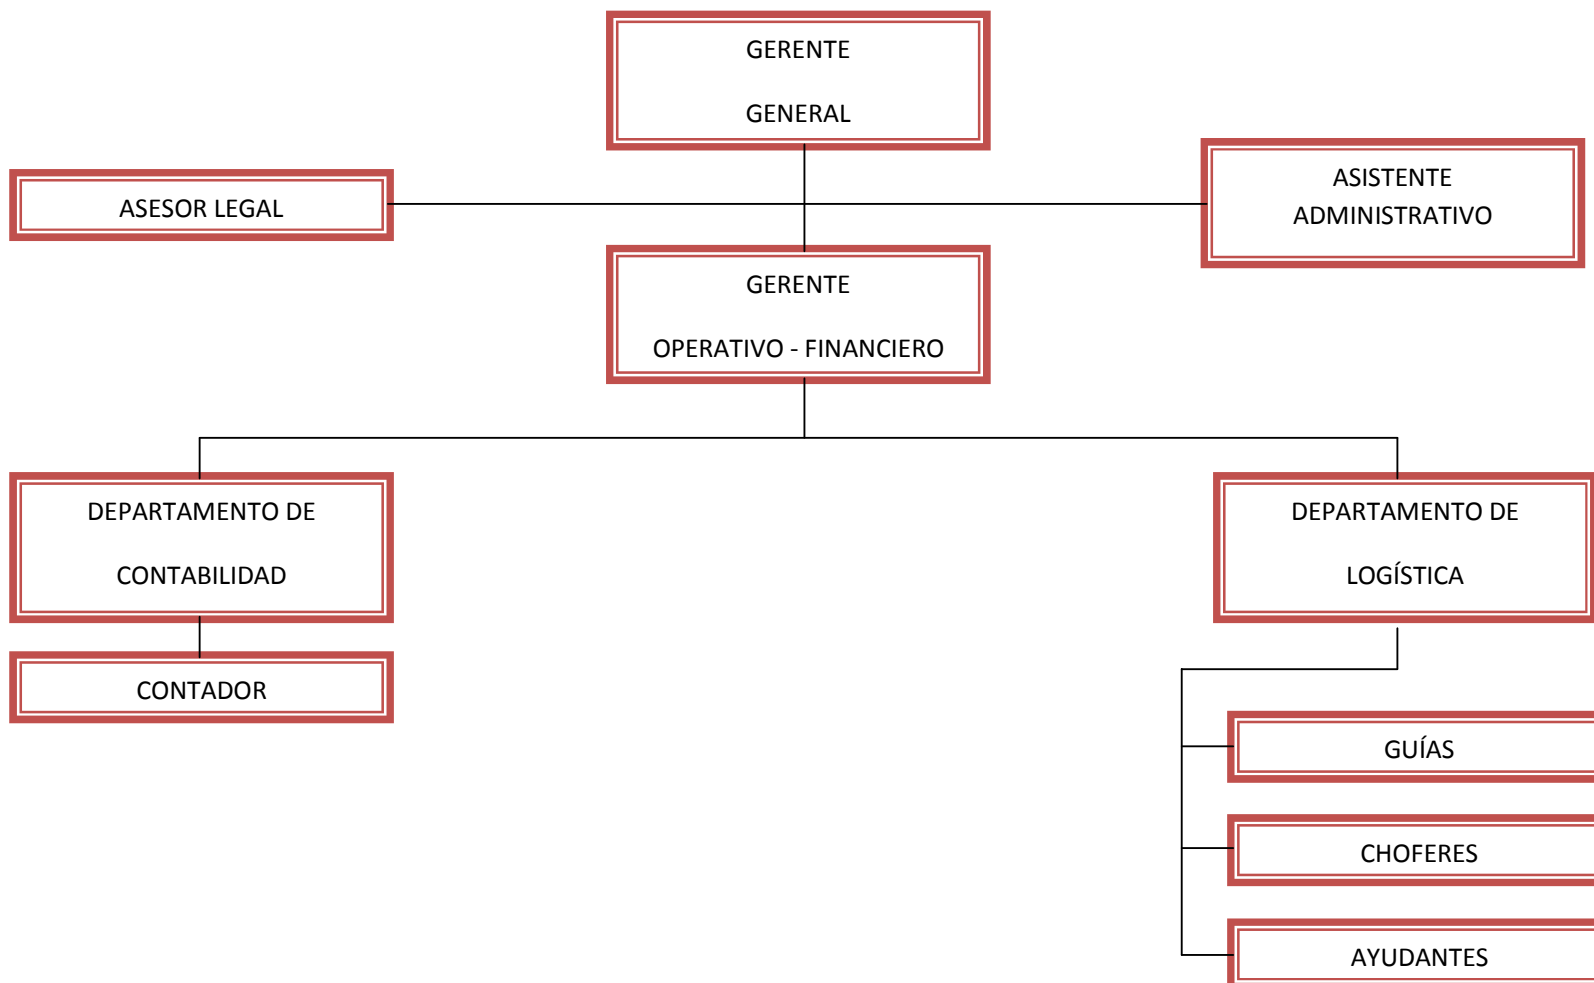 GERENTE
GENERAL
ASESOR LEGAL
ASISTENTE
ADMINISTRATIVO
GERENTE
OPERATIVO - FINANCIERO
DEPARTAMENTO DE
CONTABILIDAD
DEPARTAMENTO DE
LOGÍSTICA
CONTADOR
GUÍAS
CHOFERES
AYUDANTES